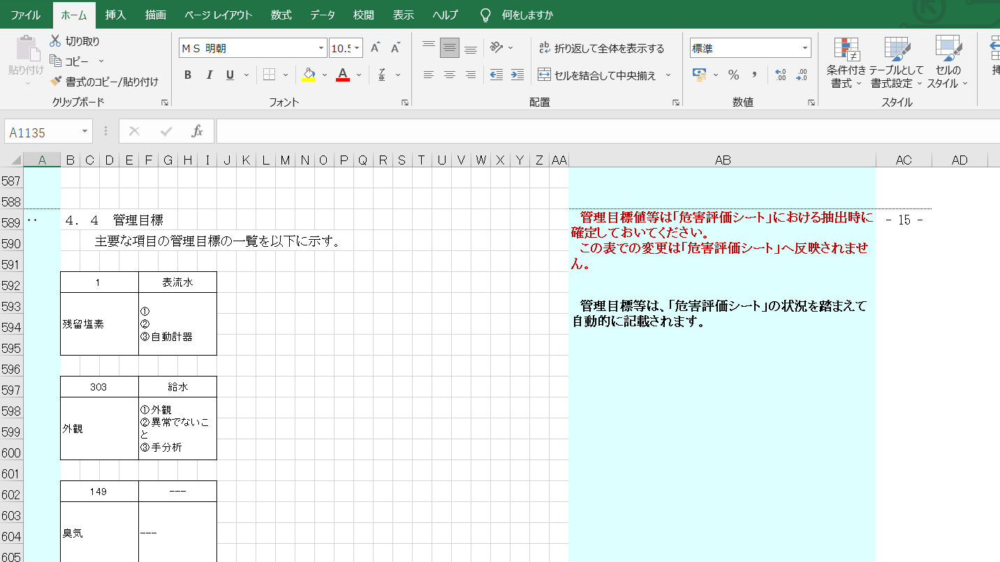 ファイル ホーム 挿入 描画 ページ レイアウト 数式 データ 校閲 表示 ヘルプ 何をしますか
切り取り
コピー
書式のコピー/貼り付け
貼り付け
クリップボード
ＭＳ 明朝 10.5
B I U
フォント
折り返して全体を表示する
セルを結合して中央揃え
配置
標準
数値
条件付き書式
テーブルとして書式設定
セルのスタイル
スタイル
挿
A1135
fx
A B C D E F G H I J K L M N O P Q R S T U V W X Y Z AA AB AC AD
587
588
589 ４．４ 管理目標
590 主要な項目の管理目標の一覧を以下に示す。
591
592 1 表流水
593
594 残留塩素
①
②
③自動計器
595
596
597 303 給水
598
599 外観
①外観
②異常でないこ
と
③手分析
600
601
602 149 ---
603
604 臭気 ---
605
管理目標値等は「危害評価シート」における抽出時に
確定しておいてください。
この表での変更は「危害評価シート」へ反映されませ
ん。
管理目標等は、「危害評価シート」の状況を踏まえて
自動的に記載されます。
- 15 -